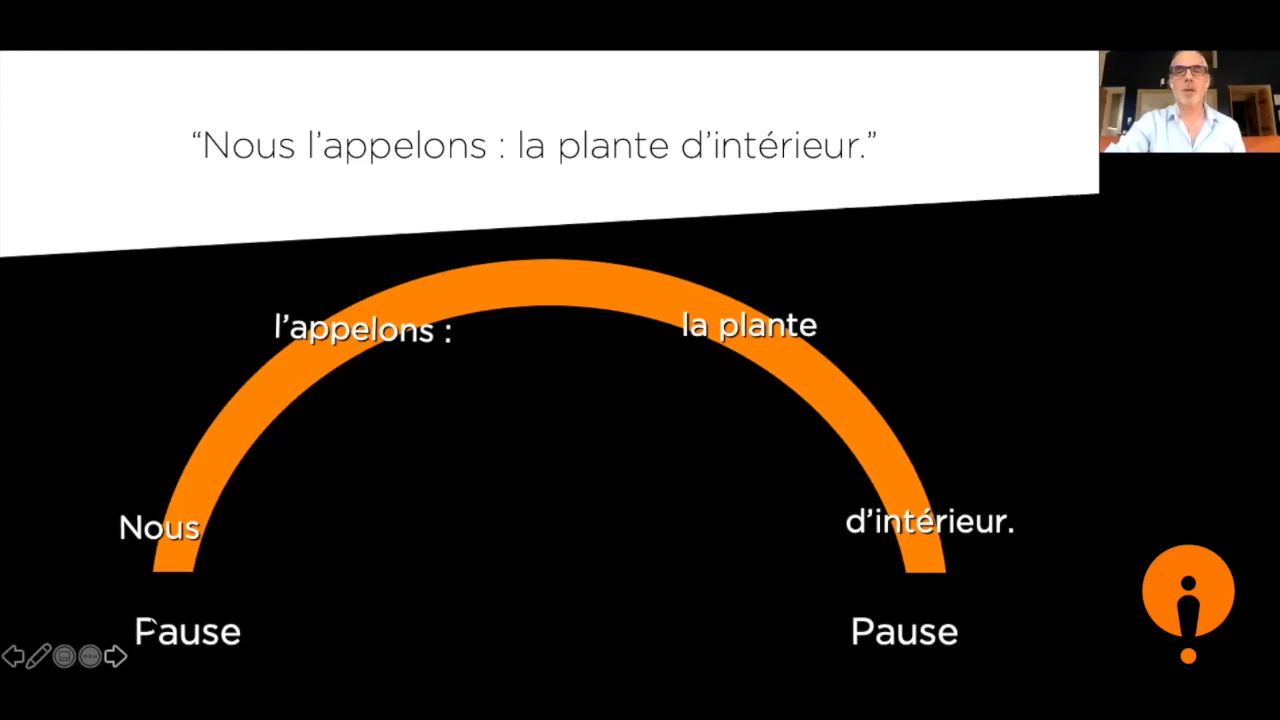 “Nous l’appelons : la plante d’intérieur.”
l’appelons :
la plante
Nous
d’intérieur.
Pause
Pause